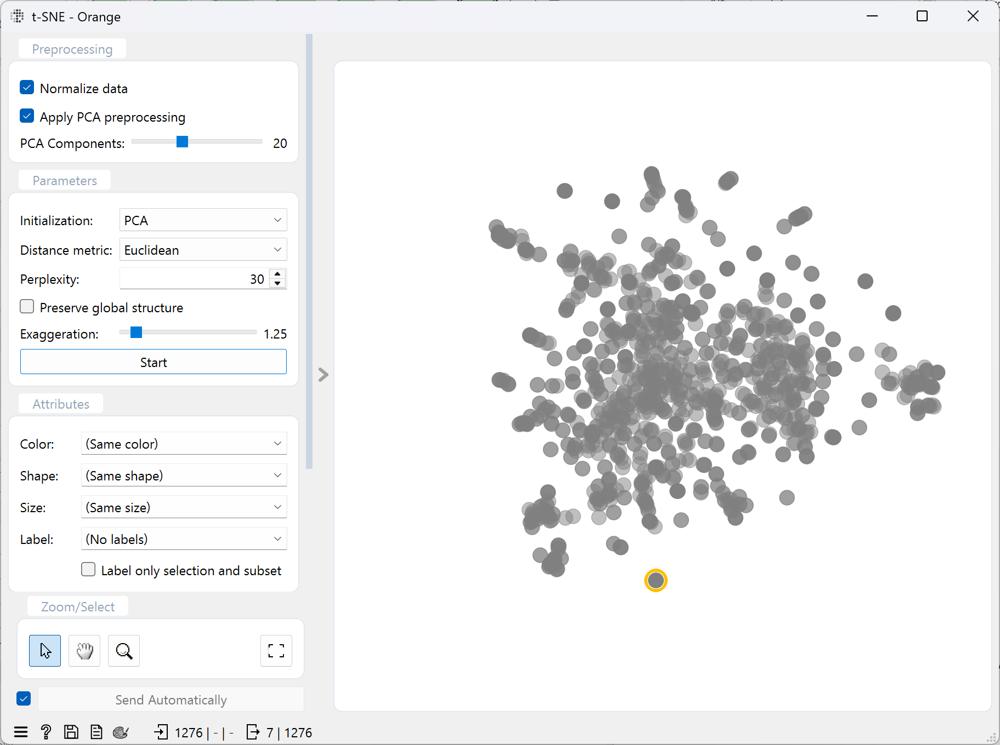 t-SNE - Orange
Preprocessing
Normalize data
Apply PCA preprocessing
PCA Components: 20
Parameters
Initialization: PCA
Distance metric: Euclidean
Perplexity: 30
Preserve global structure
Exaggeration: 1.25
Start
Attributes
Color: (Same color)
Shape: (Same shape)
Size: (Same size)
Label: (No labels)
Label only selection and subset
Zoom/Select
Send Automatically
1276 | - | - 7 | 1276